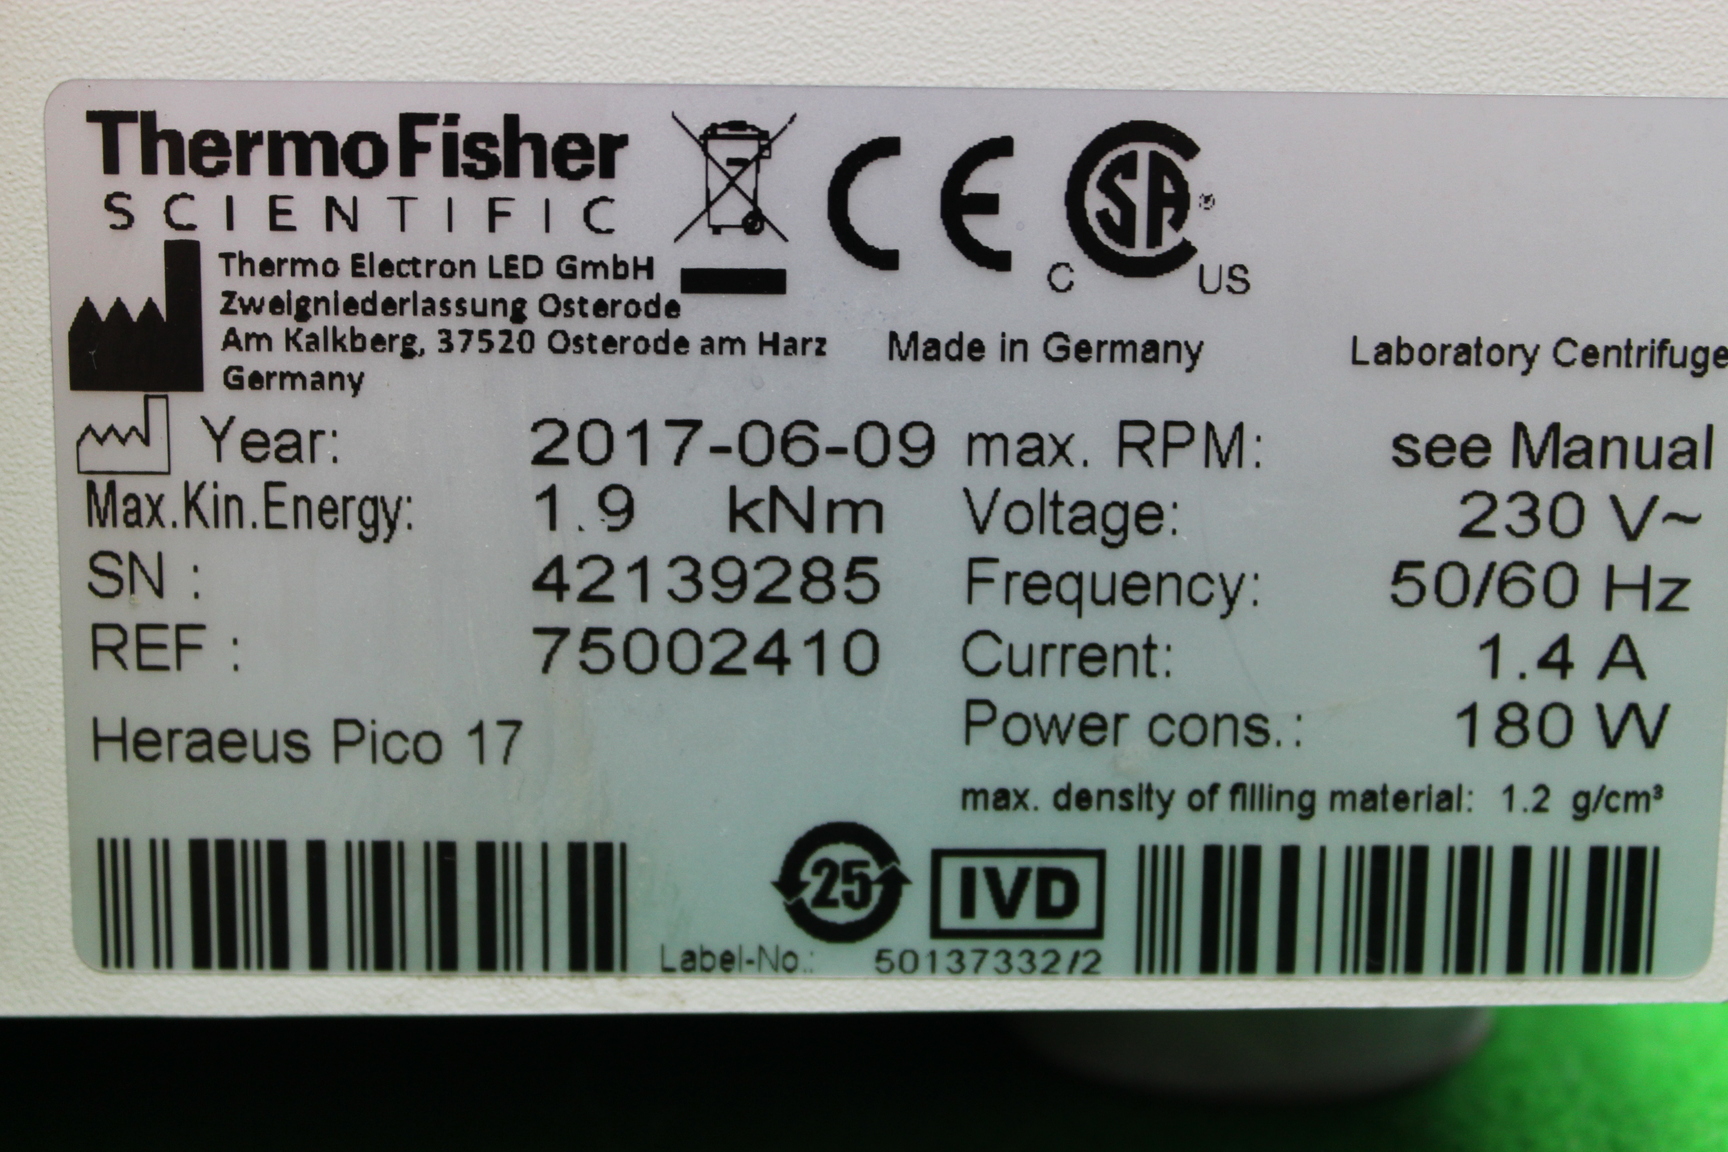 ThermoFisher
SCIENTIFIC
CE
C SA ® US
Thermo Electron LED GmbH
Zweigniederlassung Osterode
Am Kalkberg, 37520 Osterode am Harz
Germany
Made in Germany
Laboratory Centrifuge
Year: 2017-06-09
max. RPM: see Manual
Max.Kin.Energy: 1.9 kNm
Voltage: 230 V~
SN : 42139285
Frequency: 50/60 Hz
REF : 75002410
Current: 1.4 A
Heraeus Pico 17
Power cons.: 180 W
max. density of filling material: 1.2 g/cm³
25
IVD
Label-No.: 50137332/2